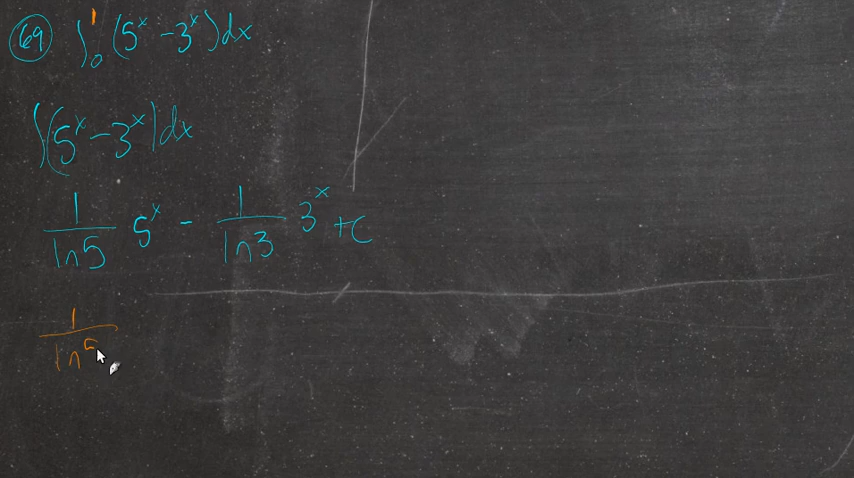 69 ∫₀¹ (5ˣ - 3ˣ) dx
∫(5ˣ - 3ˣ) dx
1/ln5 5ˣ - 1/ln3 3ˣ + C
1/ln5